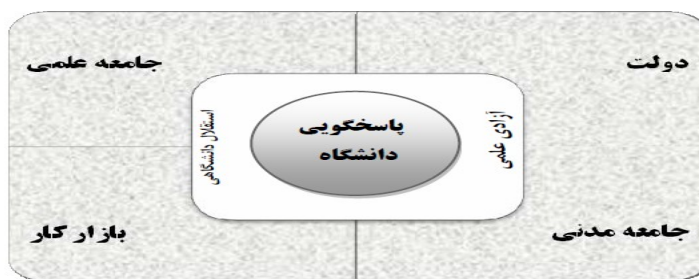 دولت
جامعه علمی
آزادی علمی
پاسخگویی
دانشگاه
استقلال دانشگاهی
جامعه مدنی
بازار کار